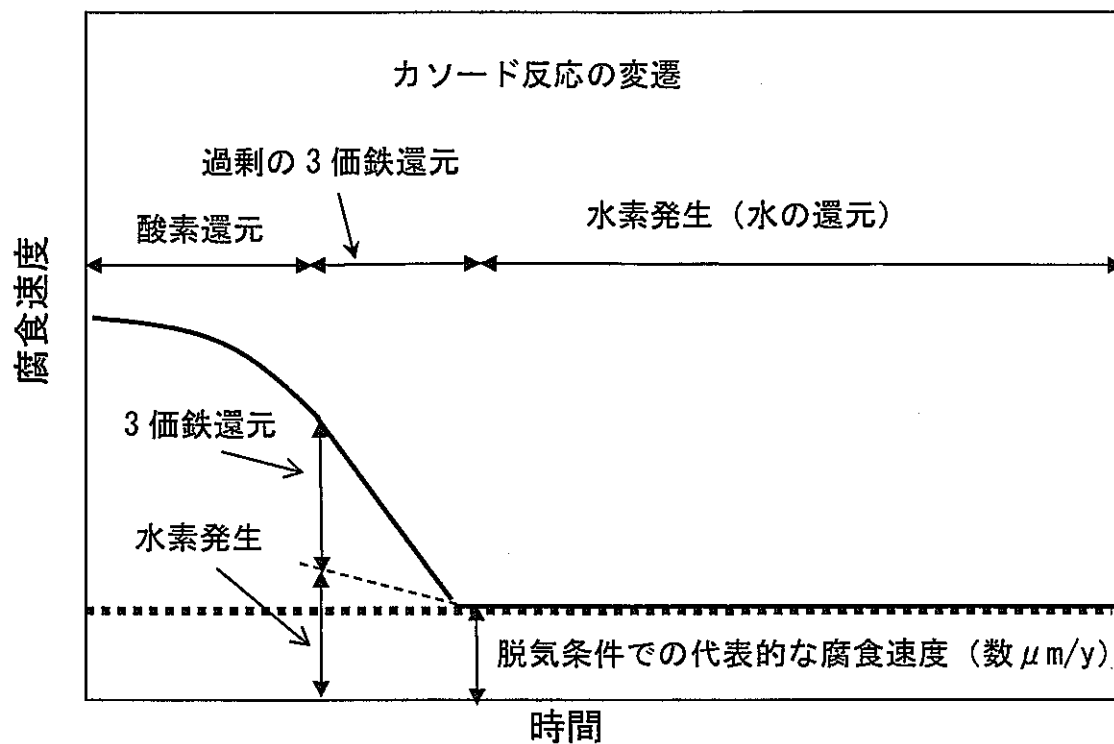 カソード反応の変遷
過剰の3価鉄還元
酸素還元
水素発生（水の還元）
腐食速度
3価鉄還元
水素発生
脱気条件での代表的な腐食速度（数μm/y）
時間